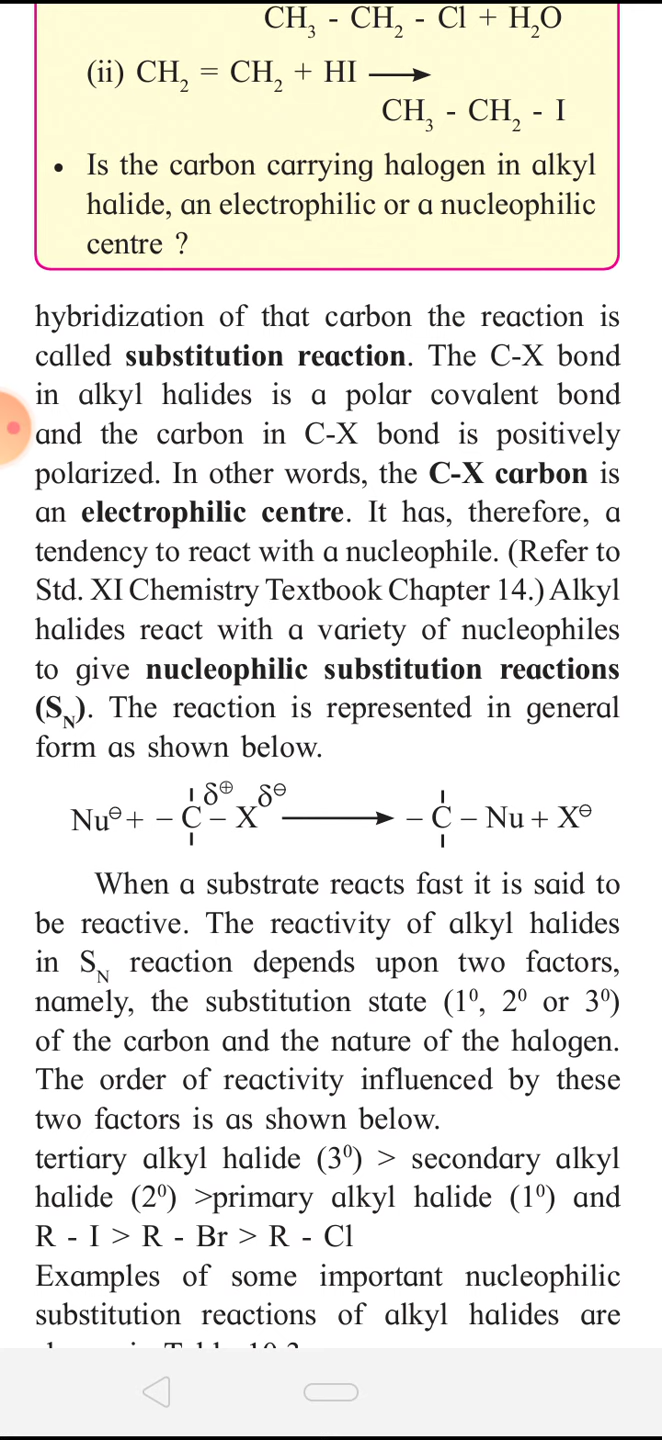 CH₃ - CH₂ - Cl + H₂O
(ii) CH₂ = CH₂ + HI ⟶
CH₃ - CH₂ - I
• Is the carbon carrying halogen in alkyl
halide, an electrophilic or a nucleophilic
centre ?
hybridization of that carbon the reaction is
called substitution reaction. The C-X bond
in alkyl halides is a polar covalent bond
and the carbon in C-X bond is positively
polarized. In other words, the C-X carbon is
an electrophilic centre. It has, therefore, a
tendency to react with a nucleophile. (Refer to
Std. XI Chemistry Textbook Chapter 14.) Alkyl
halides react with a variety of nucleophiles
to give nucleophilic substitution reactions
(Sₙ). The reaction is represented in general
form as shown below.
Nu⊖ + – C δ⊕ – X δ⊖ ⟶ – C – Nu + X⊖
When a substrate reacts fast it is said to
be reactive. The reactivity of alkyl halides
in Sₙ reaction depends upon two factors,
namely, the substitution state (1⁰, 2⁰ or 3⁰)
of the carbon and the nature of the halogen.
The order of reactivity influenced by these
two factors is as shown below.
tertiary alkyl halide (3⁰) > secondary alkyl
halide (2⁰) >primary alkyl halide (1⁰) and
R - I > R - Br > R - Cl
Examples of some important nucleophilic
substitution reactions of alkyl halides are